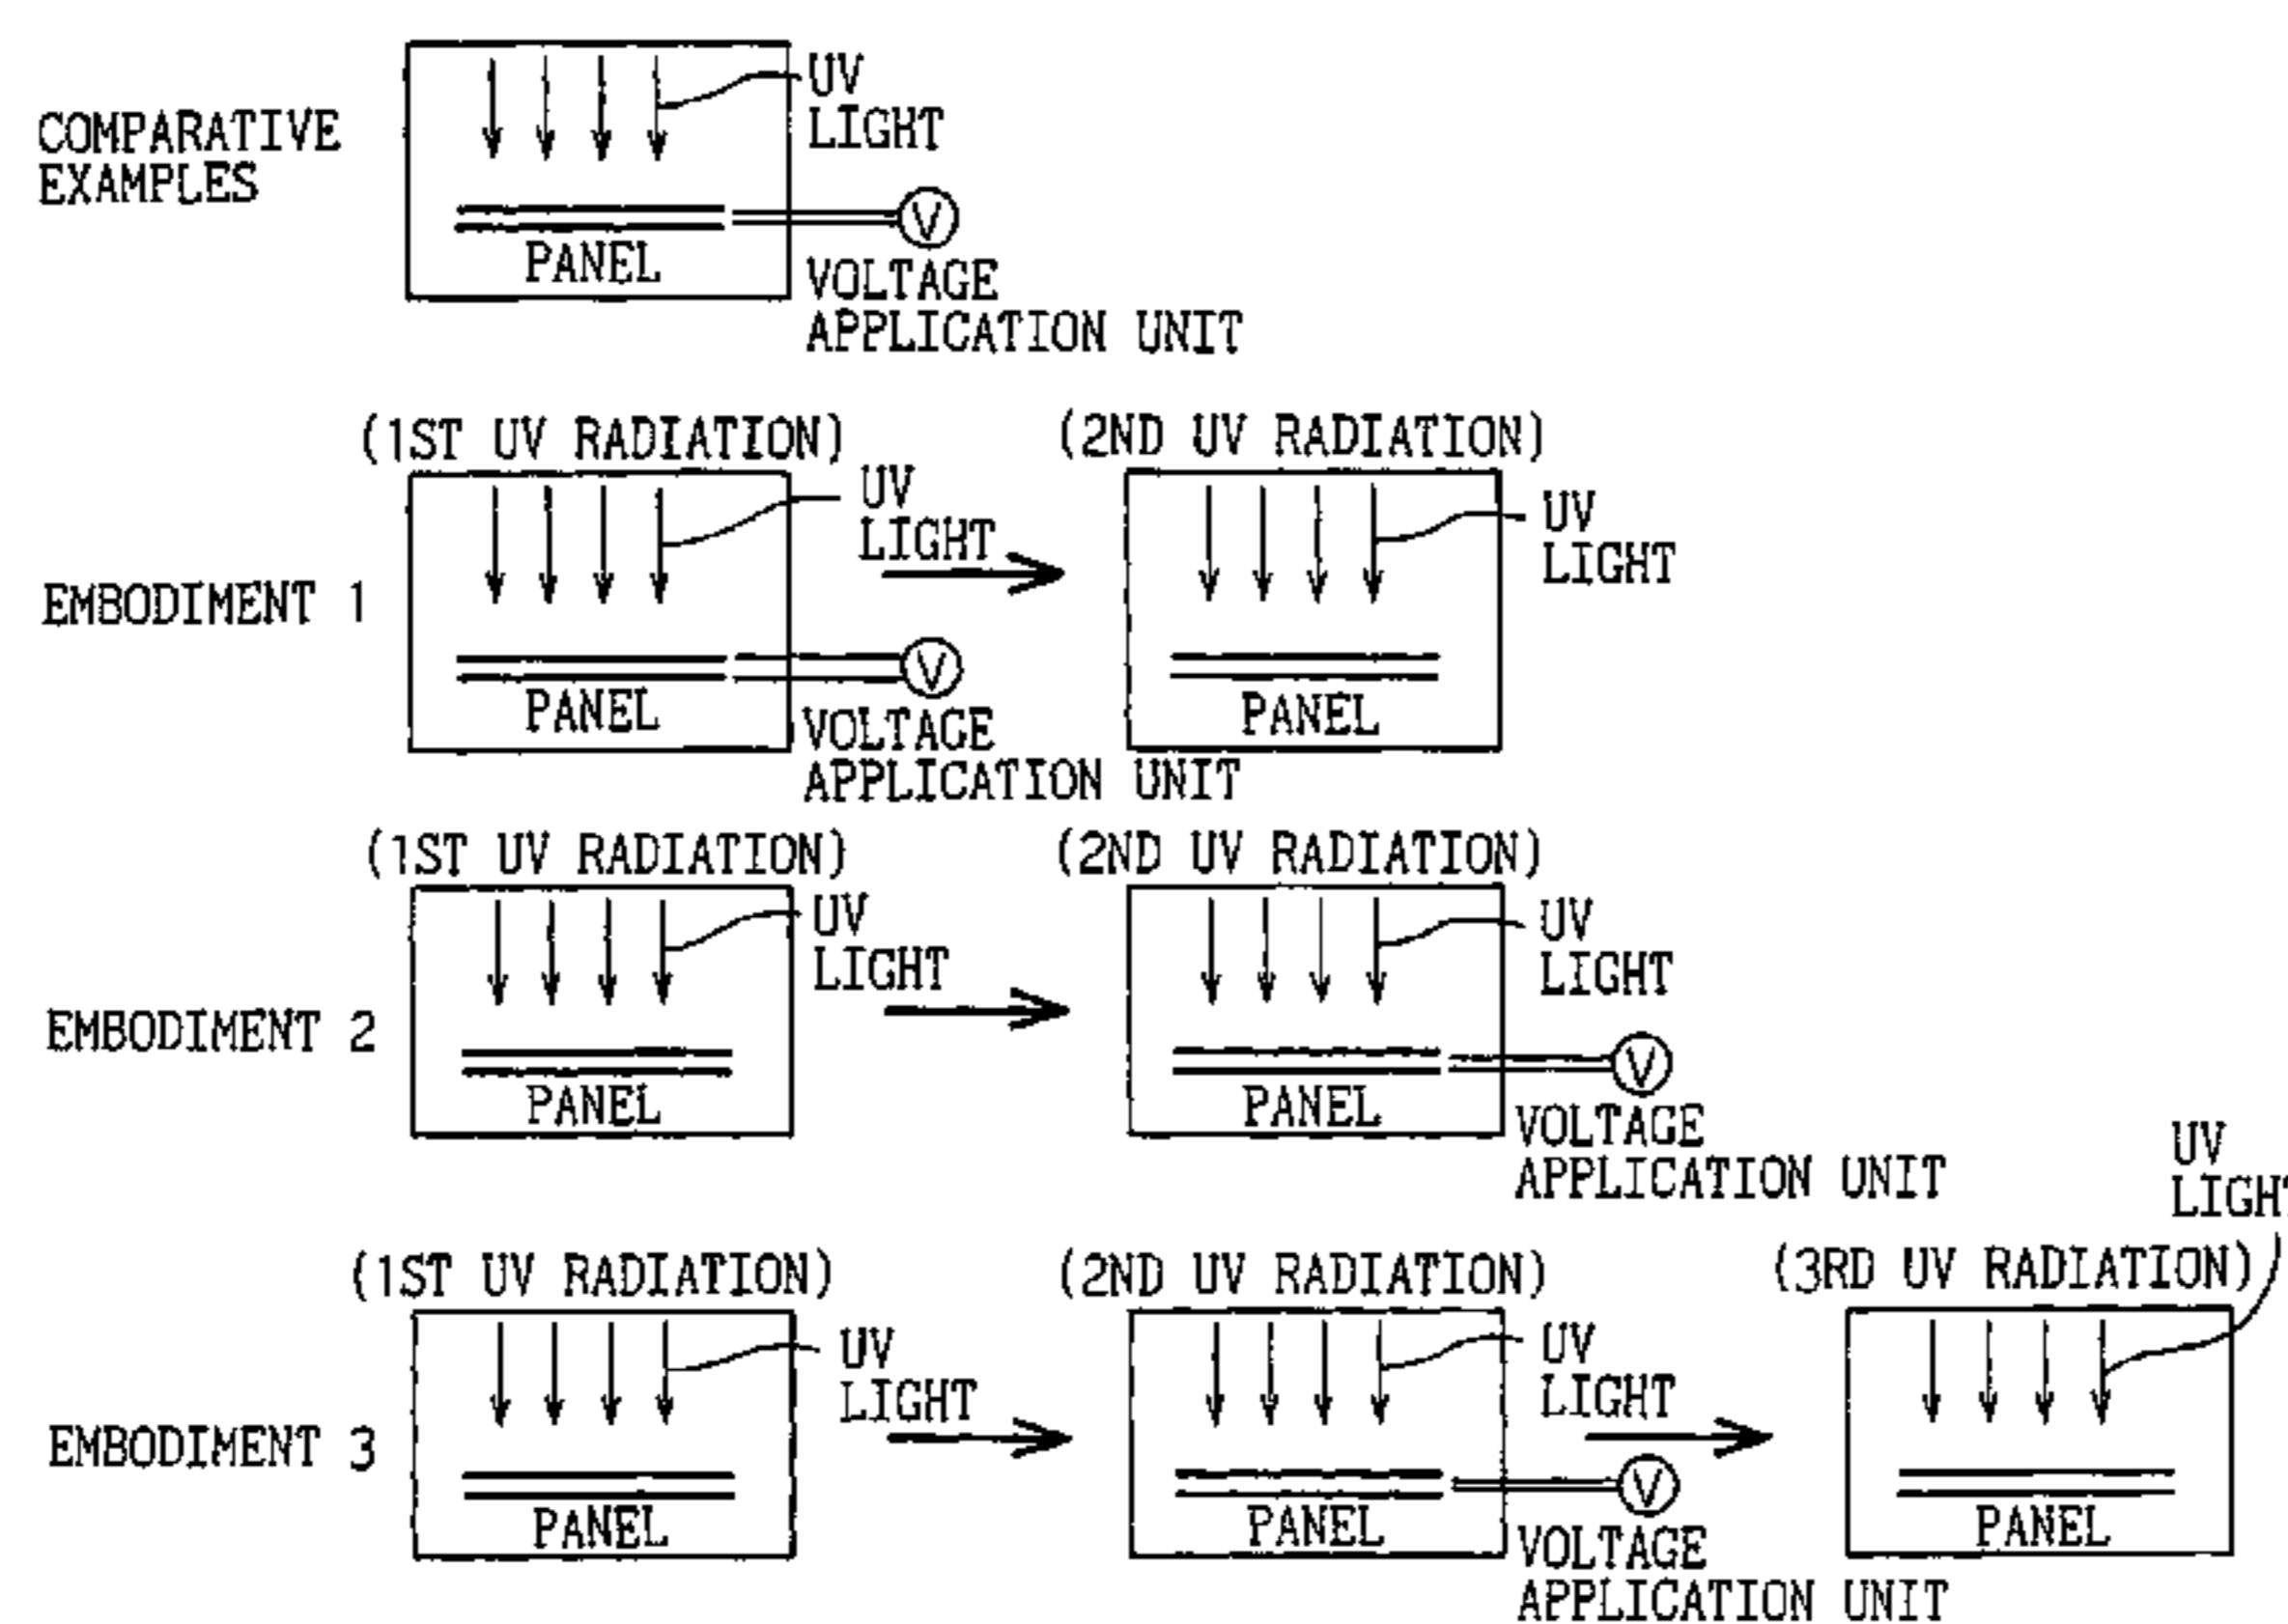 COMPARATIVE
EXAMPLES
UV
LIGHT
PANEL
V
VOLTAGE
APPLICATION UNIT
(1ST UV RADIATION)
(2ND UV RADIATION)
EMBODIMENT 1
UV
LIGHT
PANEL
V
VOLTAGE
APPLICATION UNIT
UV
LIGHT
PANEL
(1ST UV RADIATION)
(2ND UV RADIATION)
EMBODIMENT 2
UV
LIGHT
PANEL
UV
LIGHT
PANEL
V
VOLTAGE
APPLICATION UNIT
(1ST UV RADIATION)
(2ND UV RADIATION)
(3RD UV RADIATION)
EMBODIMENT 3
UV
LIGHT
PANEL
UV
LIGHT
PANEL
V
VOLTAGE
APPLICATION UNIT
UV
LIGHT
PANEL